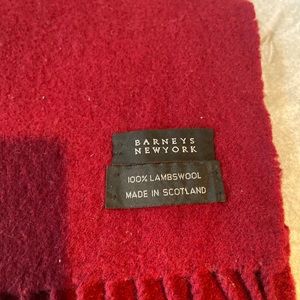 BARNEYS
NEWYORK
100% LAMBSWOOL
MADE IN SCOTLAND